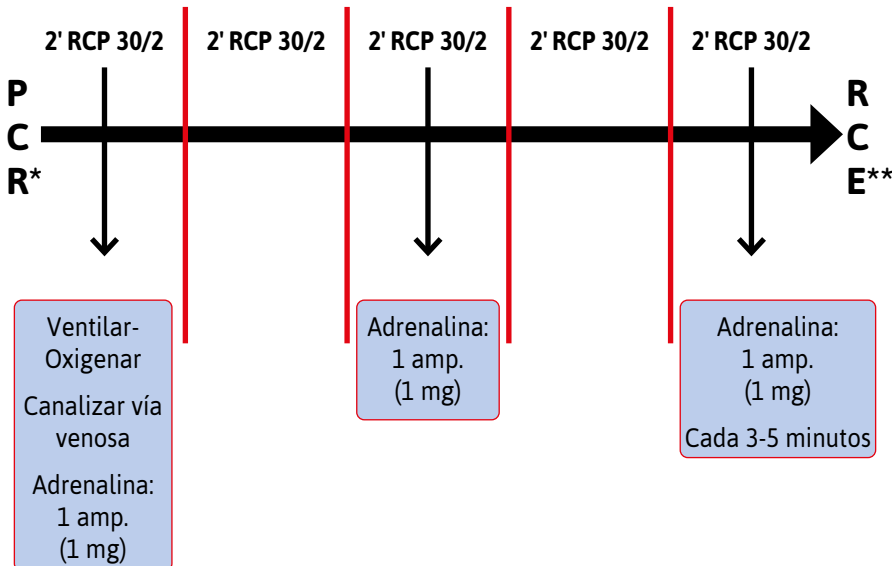 2' RCP 30/2
2' RCP 30/2
2' RCP 30/2
2' RCP 30/2
2' RCP 30/2
P
C
R*
R
C
E**
Ventilar-
Oxigenar
Canalizar vía
venosa
Adrenalina:
1 amp.
(1 mg)
Adrenalina:
1 amp.
(1 mg)
Adrenalina:
1 amp.
(1 mg)
Cada 3-5 minutos